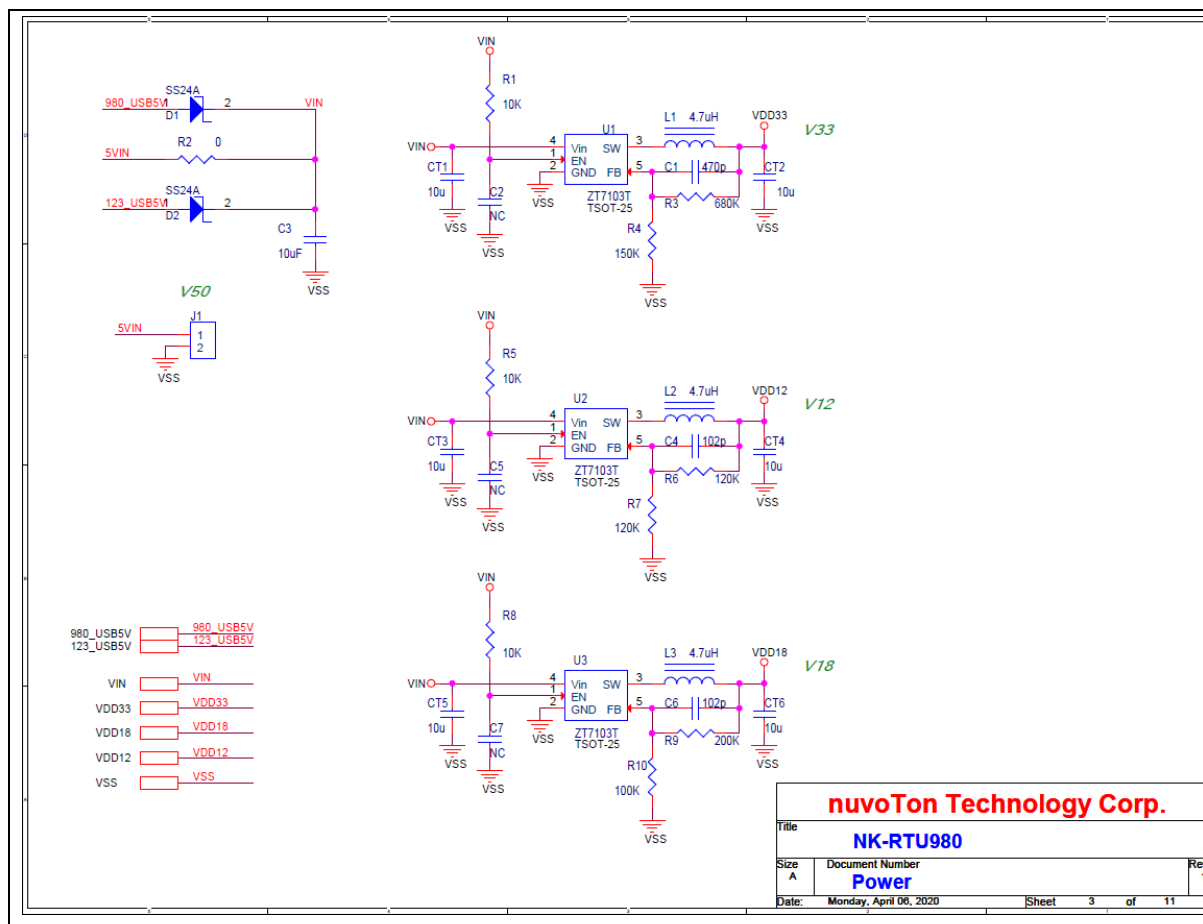 980_USB5V
1
SS24A
D1
2
VIN
R2
0
5VIN
SS24A
123_USB5V
1
D2
2
C3
10uF
VSS
V50
J1
5VIN
1
2
VSS
VIN
R1
10K
VIN
CT1
10u
VSS
C2
NC
VSS
U1
4 Vin SW 3
1 EN
2 GND FB 5
VSS
ZT7103T
TSOT-25
L1 4.7uH
VDD33
V33
C1 470p
R3 680K
CT2
10u
VSS
R4
150K
VSS
VIN
R5
10K
VIN
CT3
10u
VSS
C5
NC
VSS
U2
4 Vin SW 3
1 EN
2 GND FB 5
VSS
ZT7103T
TSOT-25
L2 4.7uH
VDD12
V12
C4 102p
R6 120K
CT4
10u
VSS
R7
120K
VSS
VIN
R8
10K
VIN
CT5
10u
VSS
C7
NC
VSS
U3
4 Vin SW 3
1 EN
2 GND FB 5
VSS
ZT7103T
TSOT-25
L3 4.7uH
VDD18
V18
C6 102p
R9 200K
CT6
10u
VSS
R10
100K
VSS
980_USB5V 980_USB5V
123_USB5V 123_USB5V
VIN VIN
VDD33 VDD33
VDD18 VDD18
VDD12 VDD12
VSS VSS
nuvoTon Technology Corp.
Title
NK-RTU980
Size Document Number
A Power
Date: Monday, April 06, 2020 Sheet 3 of 11